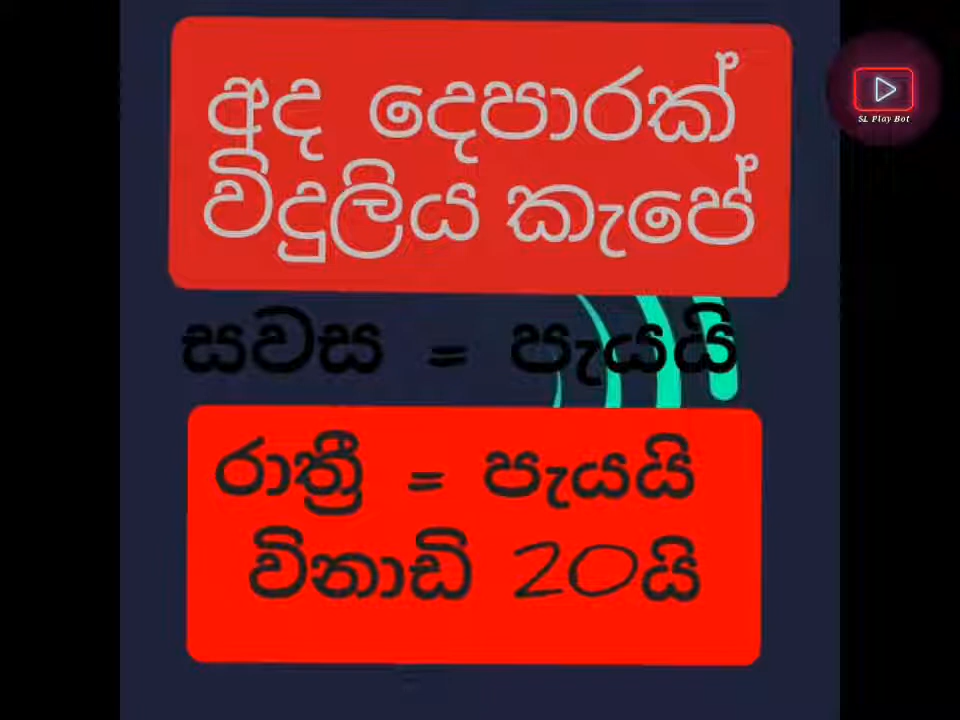 අද දෙපාරක්
විදුලිය කැපේ
SL Play Bot
සවස = පැයයි
රාත්‍රී = පැයයි
විනාඩි 20යි